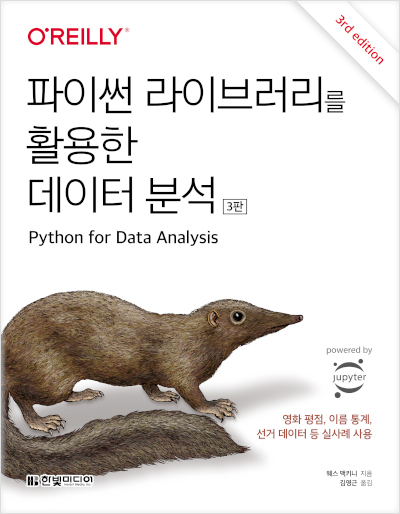 O'REILLY®
3rd edition
파이썬 라이브러리를
활용한
데이터 분석 3판
Python for Data Analysis
powered by
jupyter
영화 평점, 이름 통계,
선거 데이터 등 실사례 사용
한빛미디어
Hanbit Media, Inc.
웨스 맥키니 지음
김영근 옮김